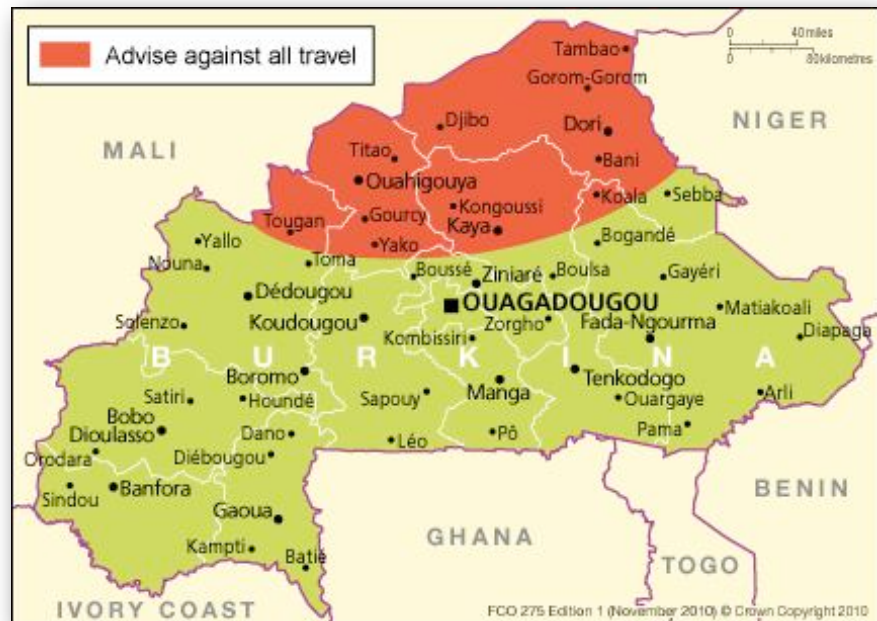 Advise against all travel
40 miles
0
80 kilometres
0
Tambao
Gorom-Gorom
Djibo
Dori
NIGER
MALI
Titao
Bani
Ouahigouya
Koala
Sebba
Kongoussi
Gourcy
Tougan
Kaya
Yako
Bogandé
Yallo
Toma
Nouna
Boussé
Ziniaré
Boulsa
Gayéri
Dédougou
OUAGADOUGOU
Matiakoali
Solenzo
Koudougou
Zorgho
Fada-Ngourma
Diapaga
Kombissiri
BURKINA
Boromo
Tenkodogo
Manga
Satiri
Houndé
Sapouy
Ouargaye
Arli
Bobo
Dioulasso
Dano
Léo
Pô
Pama
Orodara
Diébougou
Sindou
Banfora
BENIN
Gaoua
GHANA
Kampti
Batié
TOGO
IVORY COAST
FCO 275 Edition 1 (November 2010) © Crown Copyright 2010